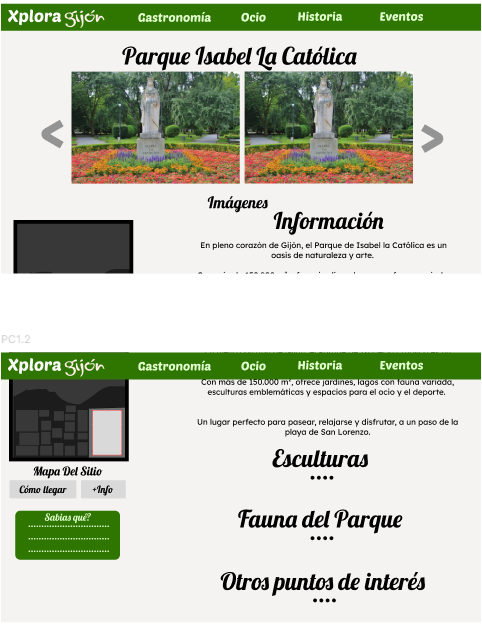 Xplora gijón
Gastronomía Ocio Historia Eventos
Parque Isabel La Católica
< >
Imágenes
Información
En pleno corazón de Gijón, el Parque de Isabel la Católica es un
oasis de naturaleza y arte.
PC1.2
Xplora gijón
Gastronomía Ocio Historia Eventos
Con más de 150.000 m², ofrece jardines, lagos con fauna variada,
esculturas emblemáticas y espacios para el ocio y el deporte.
Un lugar perfecto para pasear, relajarse y disfrutar, a un paso de la
playa de San Lorenzo.
Mapa Del Sitio
Cómo llegar +Info
Sabias qué?
Esculturas
Fauna del Parque
Otros puntos de interés